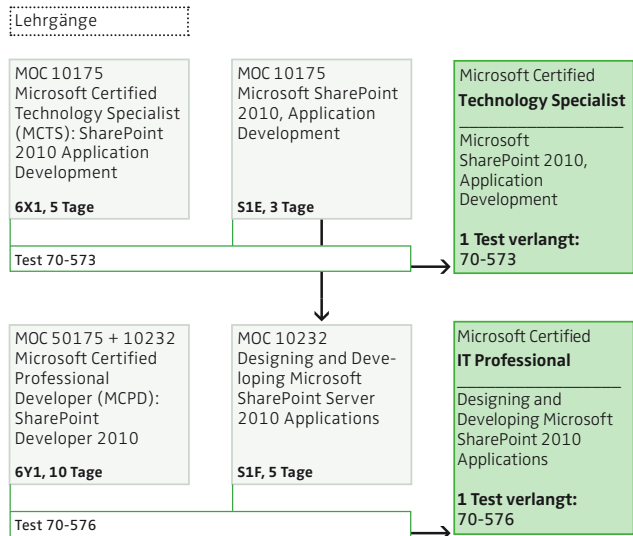 Lehrgänge
MOC 10175
Microsoft Certified
Technology Specialist
(MCTS): SharePoint
2010 Application
Development
6X1, 5 Tage
MOC 10175
Microsoft SharePoint
2010, Application
Development
S1E, 3 Tage
Microsoft Certified
Technology Specialist
Microsoft
SharePoint 2010,
Application
Development
1 Test verlangt:
70-573
Test 70-573
MOC 50175 + 10232
Microsoft Certified
Professional
Developer (MCPD):
SharePoint
Developer 2010
6Y1, 10 Tage
MOC 10232
Designing and Deve-
loping Microsoft
SharePoint Server
2010 Applications
S1F, 5 Tage
Microsoft Certified
IT Professional
Designing and
Developing Microsoft
SharePoint 2010
Applications
1 Test verlangt:
70-576
Test 70-576